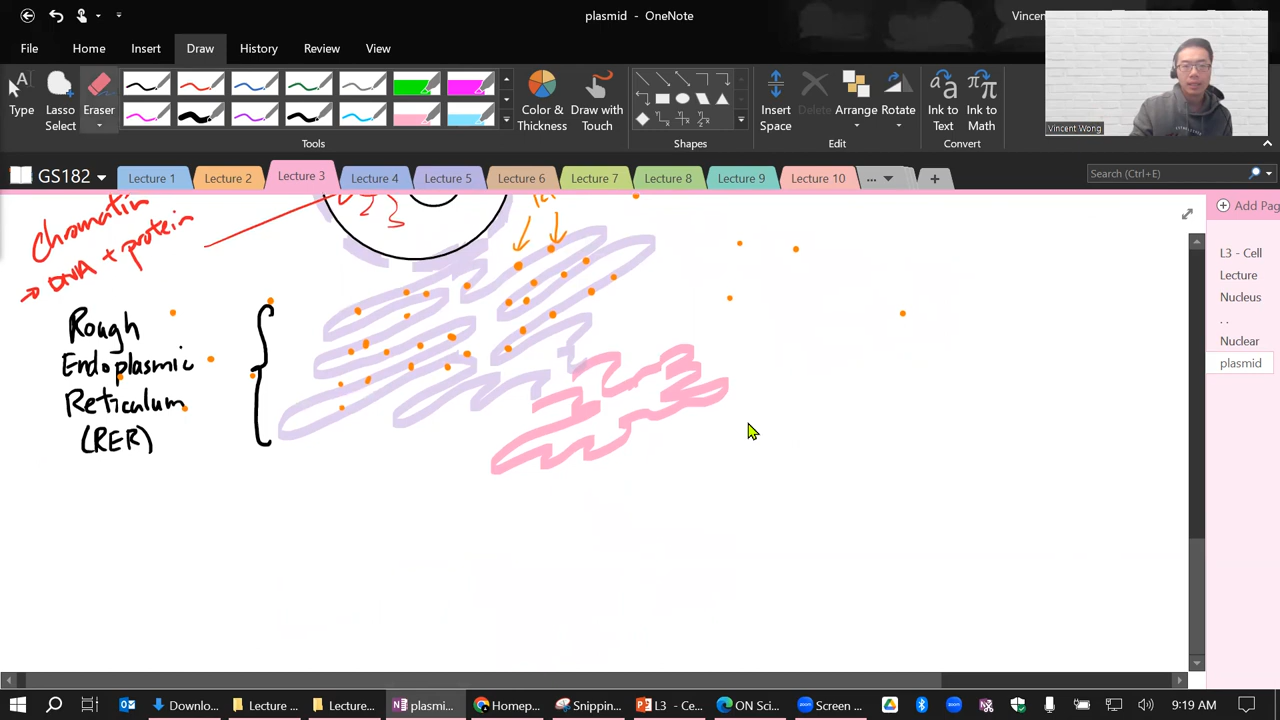 plasmid - OneNote
Vincen
File Home Insert Draw History Review View
Type
Lasso Select
Eraser
Color & Thickness
Draw with Touch
Insert Space
Delete
Arrange
Rotate
Ink to Text
Ink to Math
Tools
Shapes
Edit
Convert
Vincent Wong
GS182
Lecture 1 Lecture 2 Lecture 3 Lecture 4 Lecture 5 Lecture 6 Lecture 7 Lecture 8 Lecture 9 Lecture 10 ...
Search (Ctrl+E)
Add Pag
L3 - Cell
Lecture
Nucleus
. .
Nuclear
plasmid
Chromatin
→ DNA + protein
Rough
Endoplasmic
Reticulum
(RER)
Downlo...
Lecture ...
Lecture...
plasmi...
Homep...
Snippin...
L3 - Ce...
ON Sci...
Screen ...
9:19 AM